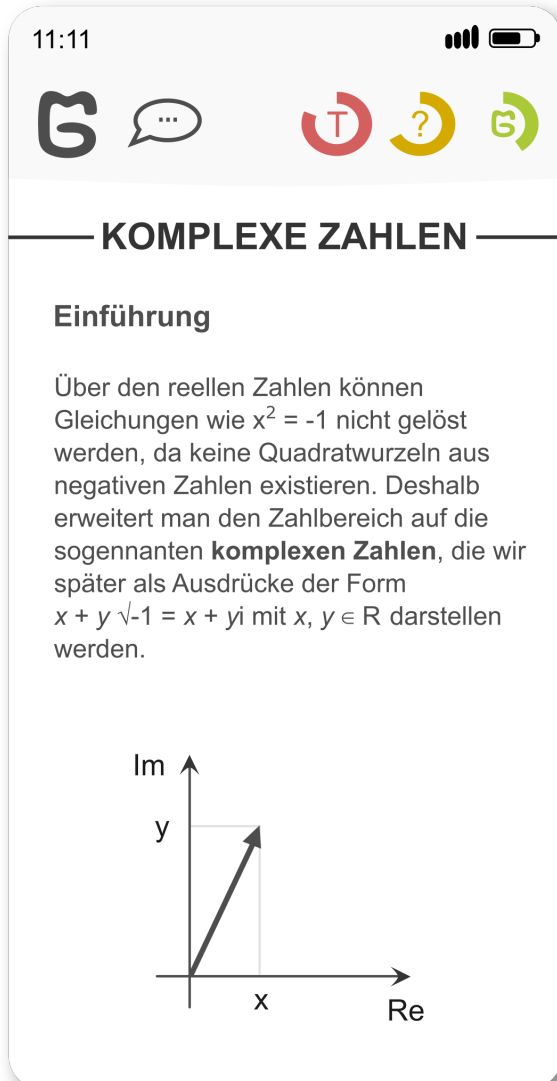 11:11
T ?
KOMPLEXE ZAHLEN
Einführung
Über den reellen Zahlen können
Gleichungen wie x² = -1 nicht gelöst
werden, da keine Quadratwurzeln aus
negativen Zahlen existieren. Deshalb
erweitert man den Zahlbereich auf die
sogennanten komplexen Zahlen, die wir
später als Ausdrücke der Form
x + y √-1 = x + yi mit x, y ∈ R darstellen
werden.
Im
y
x
Re